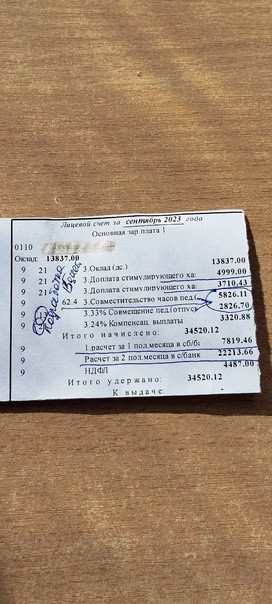 Лицевой счет за сентябрь 2023 года
Основная зар.плата 1
0110
Оклад: 13837.00
9 21 3.Оклад (дс.) 13837.00
9 21 3.Доплата стимулирующего ха 4999.00
9 21 3.Доплата стимулирующего ха 3710.43
9 62.4 3.Совместительство часов пед.( 5826.11
9 3.33% Совмещение пед.(отпус 2826.70
9 3.24% Компенсац. выплаты 3320.88
Итого начислено: 34520.12
9 1.расчет за 1 пол.месяца в сб/б 7819.46
9 Расчет за 2 пол.месяца в с/банк 22213.66
9 НДФЛ 4487.00
Итого удержано: 34520.12
К выдаче: -